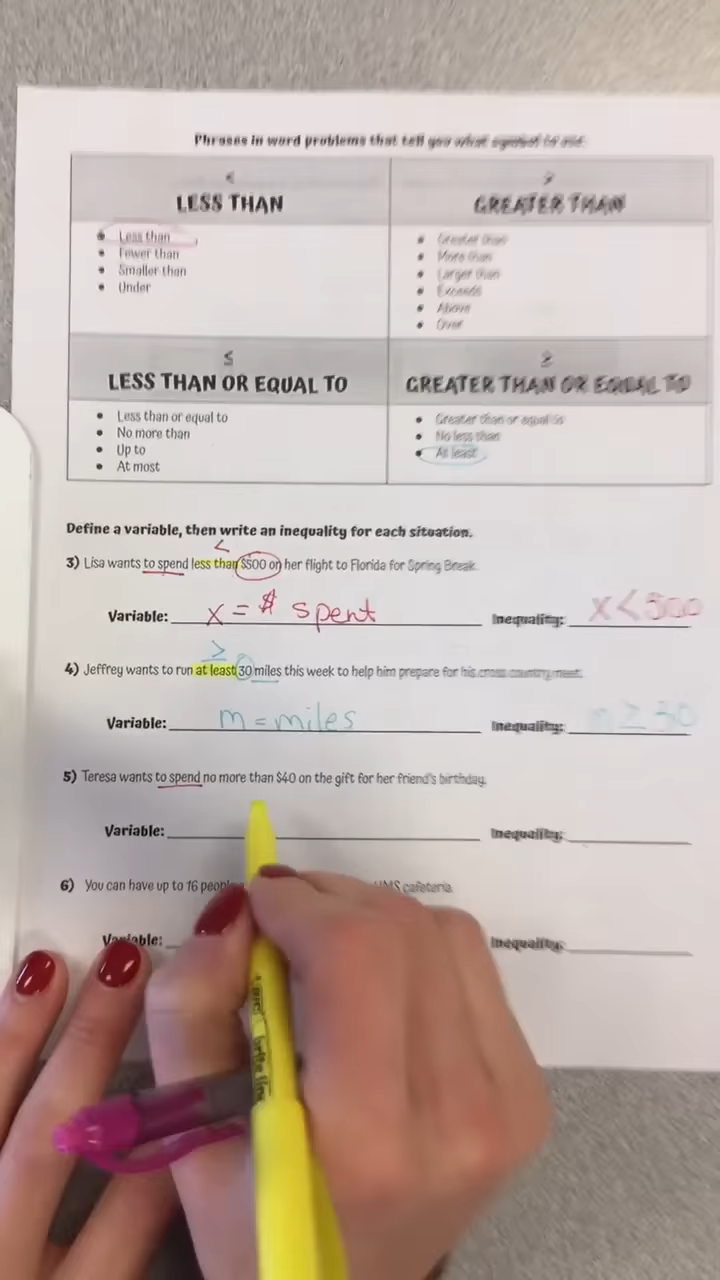 Phrases in word problems that tell you what symbol to use:
<
LESS THAN
>
GREATER THAN
• Less than
• Fewer than
• Smaller than
• Under
• Greater than
• More than
• Larger than
• Exceeds
• Above
• Over
≤
LESS THAN OR EQUAL TO
≥
GREATER THAN OR EQUAL TO
• Less than or equal to
• No more than
• Up to
• At most
• Greater than or equal to
• No less than
• At least
Define a variable, then write an inequality for each situation.
<
3) Lisa wants to spend less than $500 on her flight to Florida for Spring Break.
Variable: x = $ spent Inequality: x < 500
≥
4) Jeffrey wants to run at least 30 miles this week to help him prepare for his cross country meet.
Variable: m = miles Inequality: m ≥ 30
5) Teresa wants to spend no more than $40 on the gift for her friend's birthday.
Variable: Inequality:
6) You can have up to 16 people cafeteria.
Variable: Inequality:
brite line